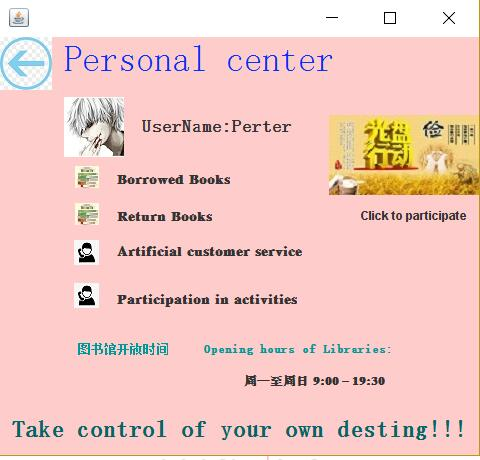 Personal center
UserName:Perter
光盘
行动
俭
Borrowed Books
Return Books
Click to participate
Artificial customer service
Participation in activities
图书馆开放时间 Opening hours of Libraries:
周一至周日 9:00－19:30
Take control of your own desting!!!